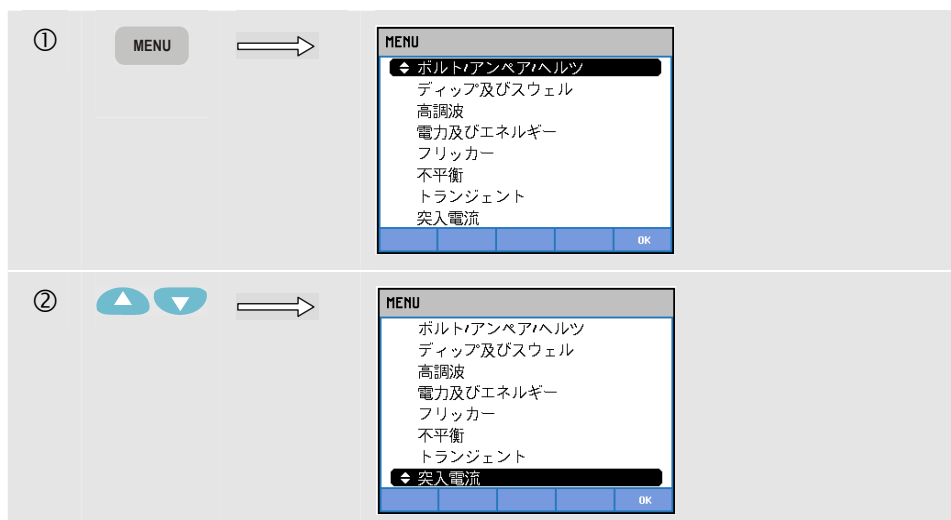 ①
MENU
MENU
ボルト/アンペア/ヘルツ
ディップ及びスウェル
高調波
電力及びエネルギー
フリッカー
不平衡
トランジェント
突入電流
OK
②
MENU
ボルト/アンペア/ヘルツ
ディップ及びスウェル
高調波
電力及びエネルギー
フリッカー
不平衡
トランジェント
突入電流
OK